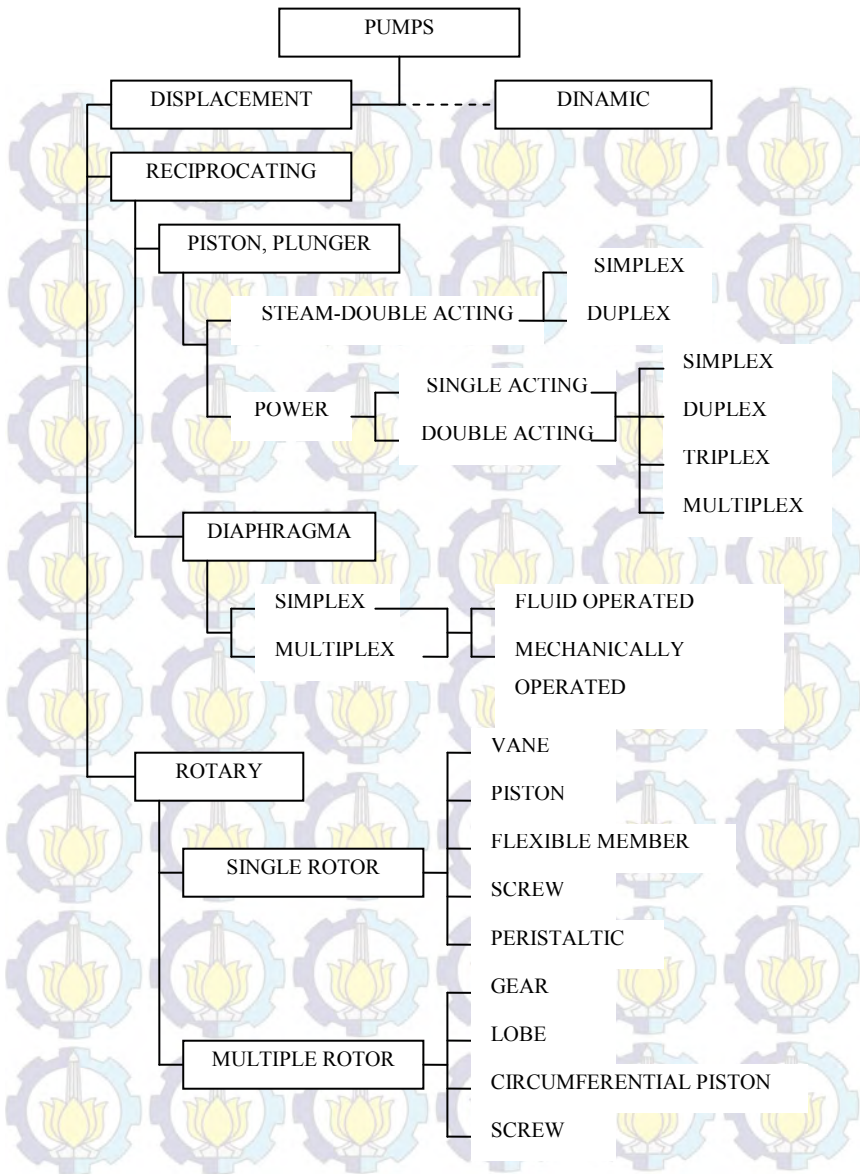 PUMPS
DISPLACEMENT
DINAMIC
RECIPROCATING
PISTON, PLUNGER
SIMPLEX
STEAM-DOUBLE ACTING
DUPLEX
SIMPLEX
SINGLE ACTING
POWER
DUPLEX
DOUBLE ACTING
TRIPLEX
MULTIPLEX
DIAPHRAGMA
SIMPLEX
FLUID OPERATED
MULTIPLEX
MECHANICALLY
OPERATED
VANE
ROTARY
PISTON
FLEXIBLE MEMBER
SINGLE ROTOR
SCREW
PERISTALTIC
GEAR
LOBE
MULTIPLE ROTOR
CIRCUMFERENTIAL PISTON
SCREW